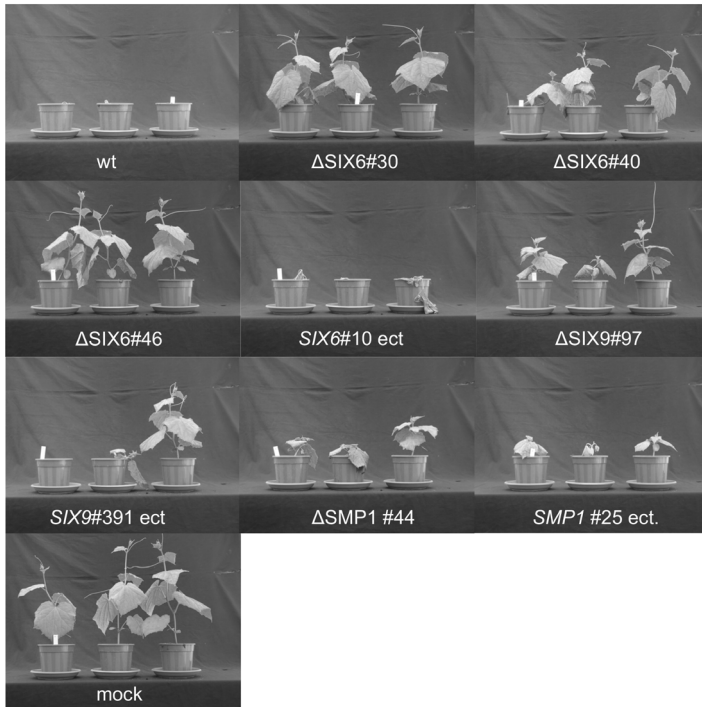 wt
ΔSIX6#30
ΔSIX6#40
ΔSIX6#46
SIX6#10 ect
ΔSIX9#97
SIX9#391 ect
ΔSMP1 #44
SMP1 #25 ect.
mock